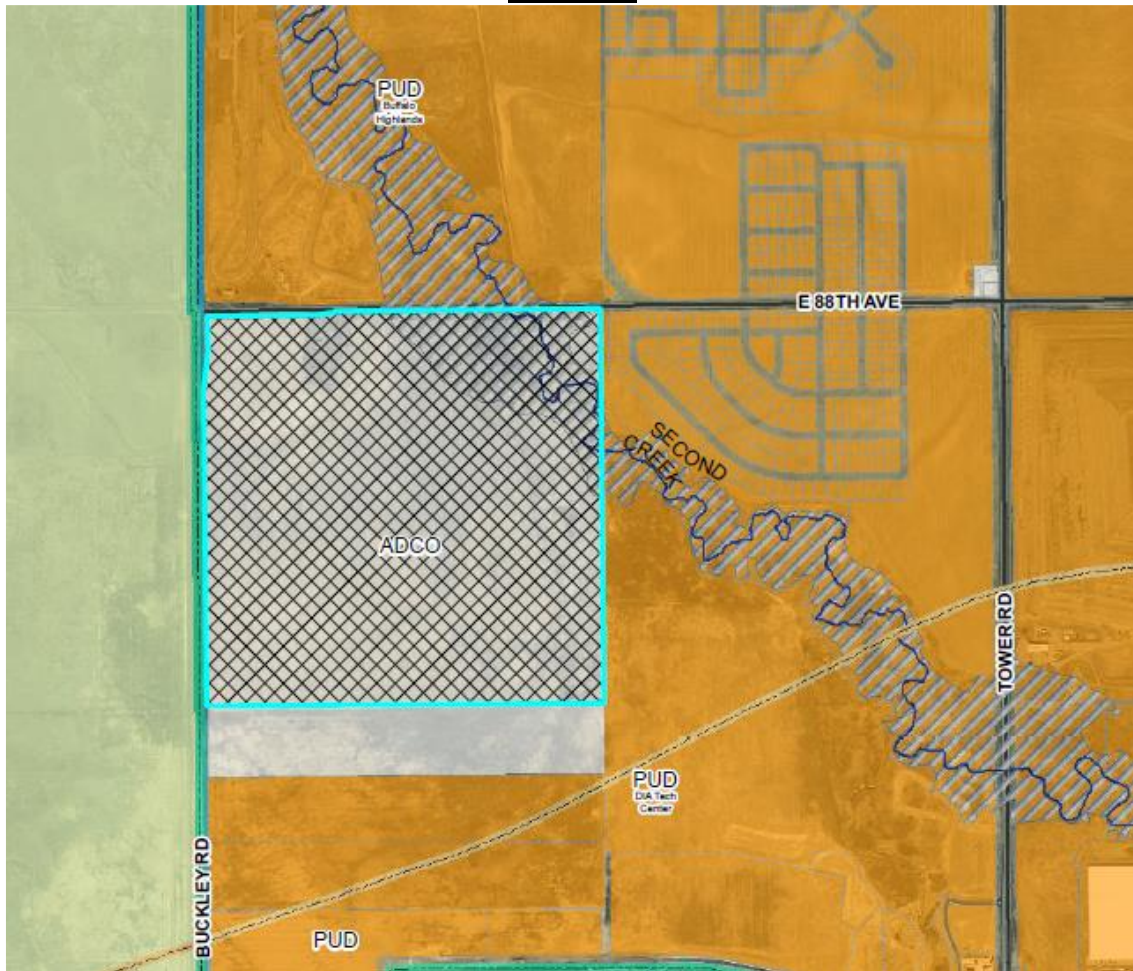 PUD
Buffalo
Highlands
E 88TH AVE
SECOND
CREEK
ADCO
TOWER RD
PUD
DIA Tech
Center
BUCKLEY RD
PUD